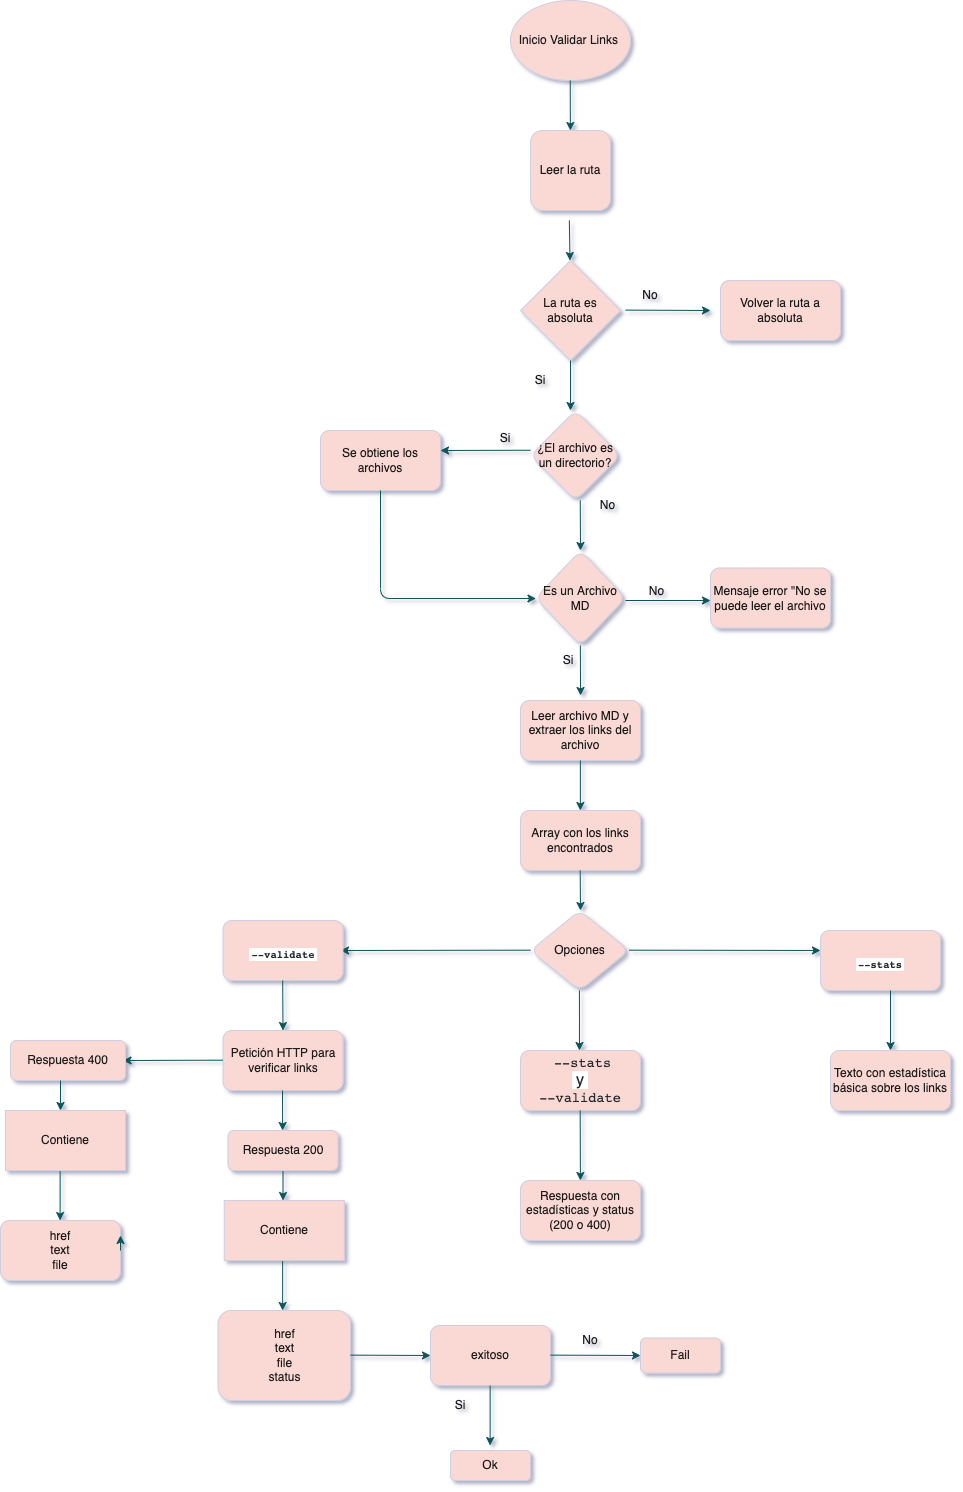 Inicio Validar Links
Leer la ruta
La ruta es
absoluta
No
Volver la ruta a
absoluta
Si
¿El archivo es
un directorio?
Si
Se obtiene los
archivos
No
Es un Archivo
MD
No
Mensaje error "No se
puede leer el archivo
Si
Leer archivo MD y
extraer los links del
archivo
Array con los links
encontrados
Opciones
--validate
--stats
Petición HTTP para
verificar links
Respuesta 400
--stats
y
--validate
Texto con estadística
básica sobre los links
Contiene
Respuesta 200
Respuesta con
estadísticas y status
(200 o 400)
Contiene
href
text
file
href
text
file
status
exitoso
No
Fail
Si
Ok